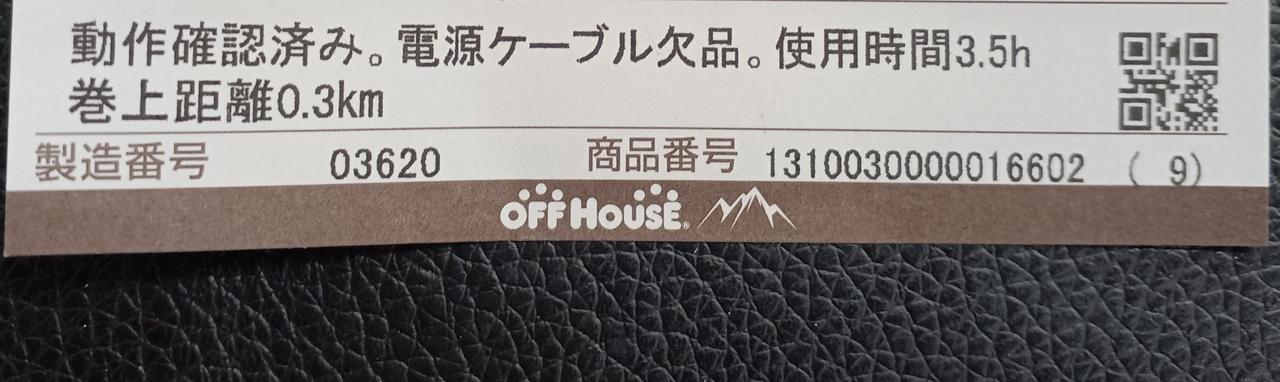 動作確認済み。電源ケーブル欠品。使用時間3.5h
巻上距離0.3km
製造番号 03620 商品番号 1310030000016602 ( 9)
OFF HOUSE®